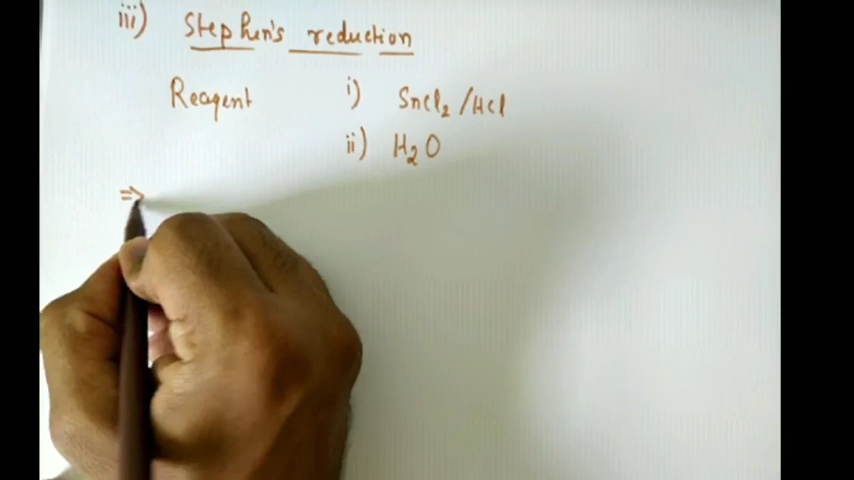 iii) Stephen's reduction
Reagent i) SnCl₂ /HCl
ii) H₂O
=>